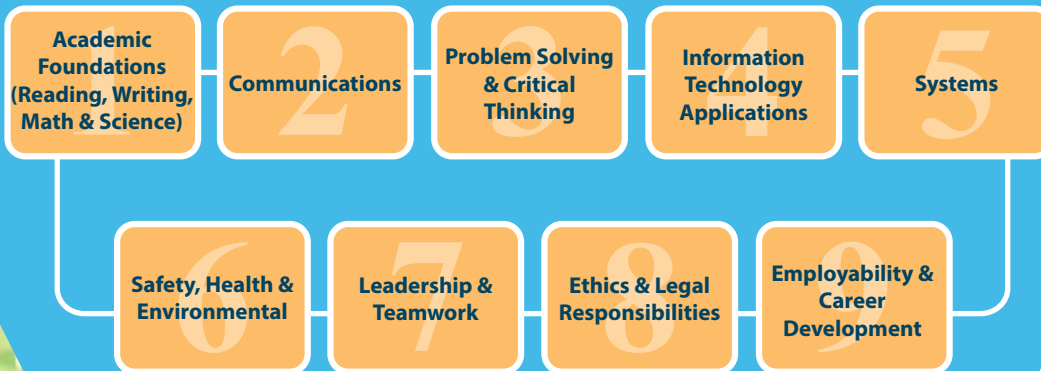 1
Academic
Foundations
(Reading, Writing,
Math & Science)
2
Communications
3
Problem Solving
& Critical
Thinking
4
Information
Technology
Applications
5
Systems
6
Safety, Health &
Environmental
7
Leadership &
Teamwork
8
Ethics & Legal
Responsibilities
9
Employability &
Career
Development